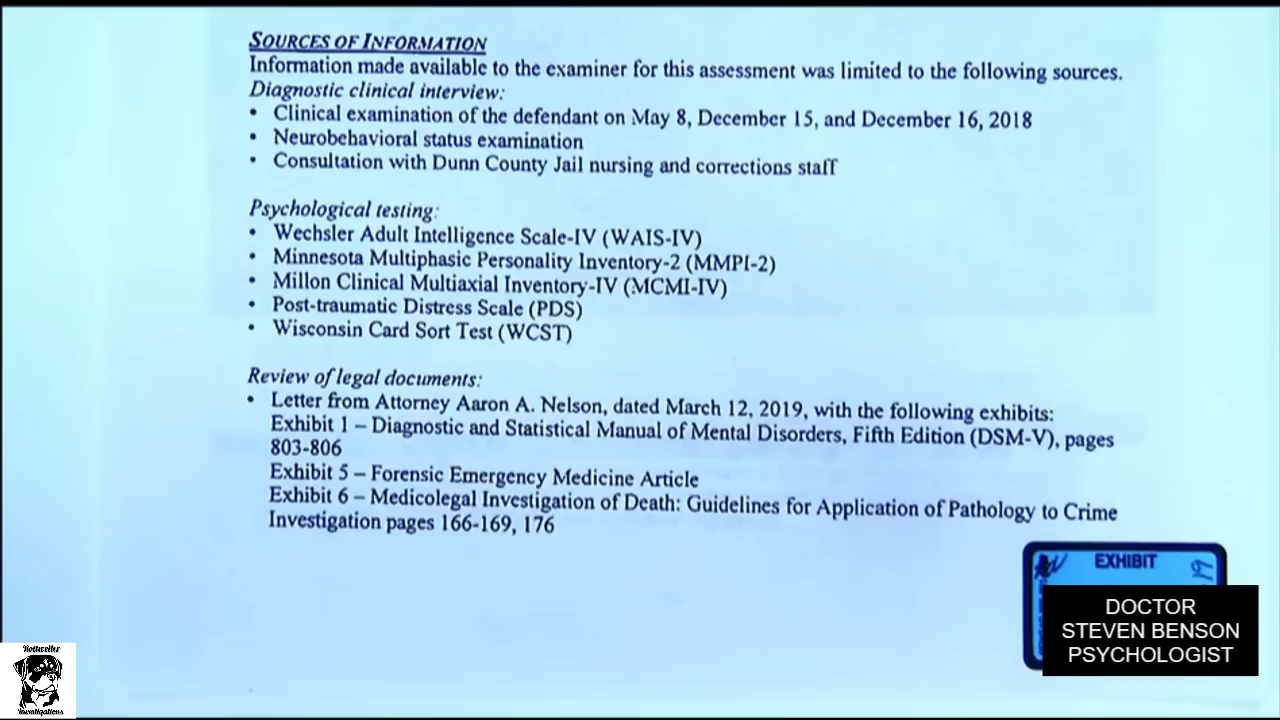 SOURCES OF INFORMATION
Information made available to the examiner for this assessment was limited to the following sources.
Diagnostic clinical interview:
• Clinical examination of the defendant on May 8, December 15, and December 16, 2018
• Neurobehavioral status examination
• Consultation with Dunn County Jail nursing and corrections staff
Psychological testing:
• Wechsler Adult Intelligence Scale-IV (WAIS-IV)
• Minnesota Multiphasic Personality Inventory-2 (MMPI-2)
• Millon Clinical Multiaxial Inventory-IV (MCMI-IV)
• Post-traumatic Distress Scale (PDS)
• Wisconsin Card Sort Test (WCST)
Review of legal documents:
• Letter from Attorney Aaron A. Nelson, dated March 12, 2019, with the following exhibits:
Exhibit 1 – Diagnostic and Statistical Manual of Mental Disorders, Fifth Edition (DSM-V), pages
803-806
Exhibit 5 – Forensic Emergency Medicine Article
Exhibit 6 – Medicolegal Investigation of Death: Guidelines for Application of Pathology to Crime
Investigation pages 166-169, 176
EXHIBIT
DOCTOR
STEVEN BENSON
PSYCHOLOGIST
Rottweiler
Investigations